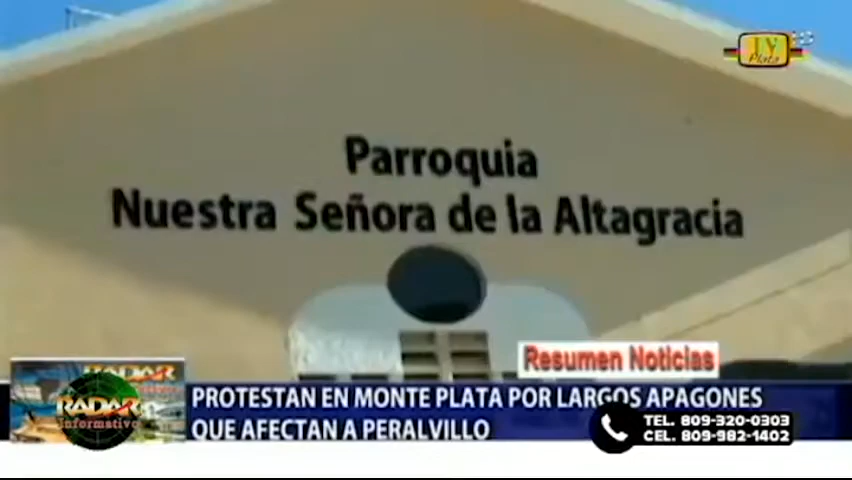 TV
Plata
Parroquia
Nuestra Señora de la Altagracia
Resumen Noticias
RADAR
RADAR
Informativo
PROTESTAN EN MONTE PLATA POR LARGOS APAGONES
QUE AFECTAN A PERALVILLO
TEL. 809-320-0303
CEL. 809-982-1402